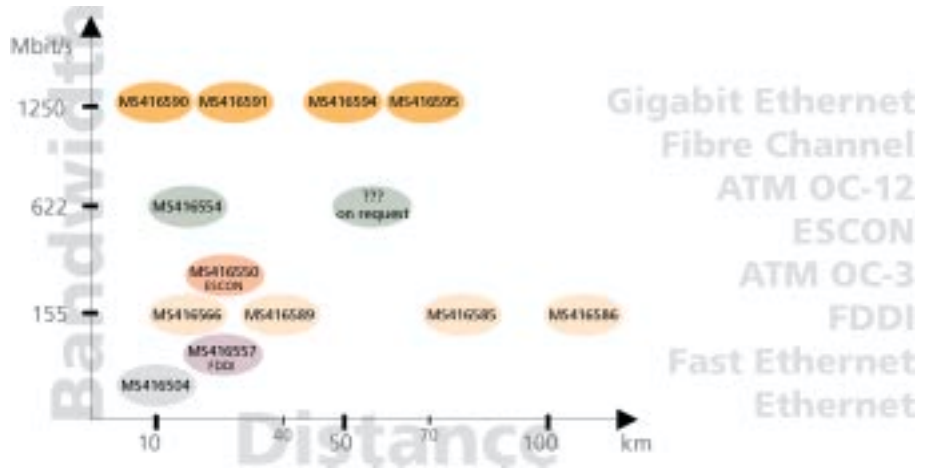 Mbit/s
Bandwidth
1250
MS416590
MS416591
MS416594
MS416595
Gigabit Ethernet
Fibre Channel
ATM OC-12
622
MS416554
???
on request
ESCON
MS416550
ESCON
ATM OC-3
155
MS416566
MS416589
MS416585
MS416586
FDDI
MS416557
FDDI
Fast Ethernet
MS416504
Ethernet
Distance
10
40
50
70
100
km